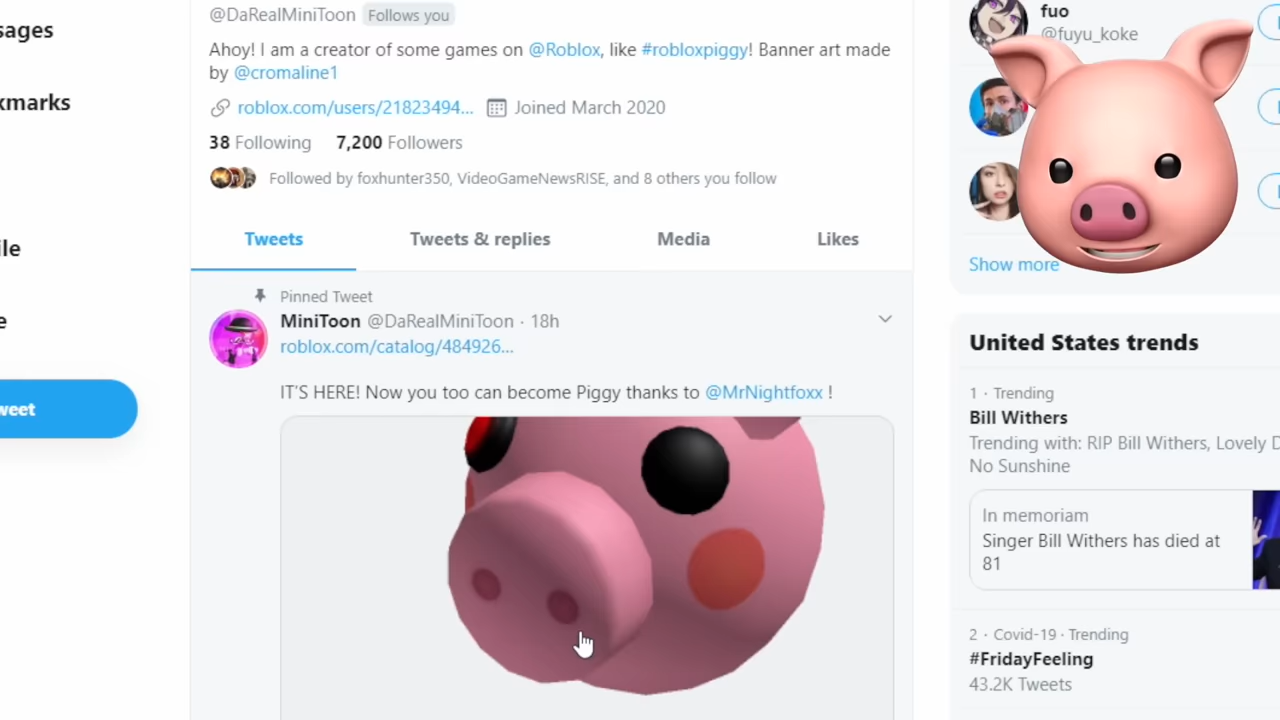 sages
kmarks
ile
e
weet
@DaRealMiniToon Follows you
Ahoy! I am a creator of some games on @Roblox, like #robloxpiggy! Banner art made
by @cromaline1
roblox.com/users/21823494... Joined March 2020
38 Following 7,200 Followers
Followed by foxhunter350, VideoGameNewsRISE, and 8 others you follow
Tweets Tweets & replies Media Likes
Pinned Tweet
MiniToon @DaRealMiniToon · 18h
roblox.com/catalog/484926...
IT'S HERE! Now you too can become Piggy thanks to @MrNightfoxx !
fuo
@fuyu_koke
Show more
United States trends
1 · Trending
Bill Withers
Trending with: RIP Bill Withers, Lovely D
No Sunshine
In memoriam
Singer Bill Withers has died at
81
2 · Covid-19 · Trending
#FridayFeeling
43.2K Tweets